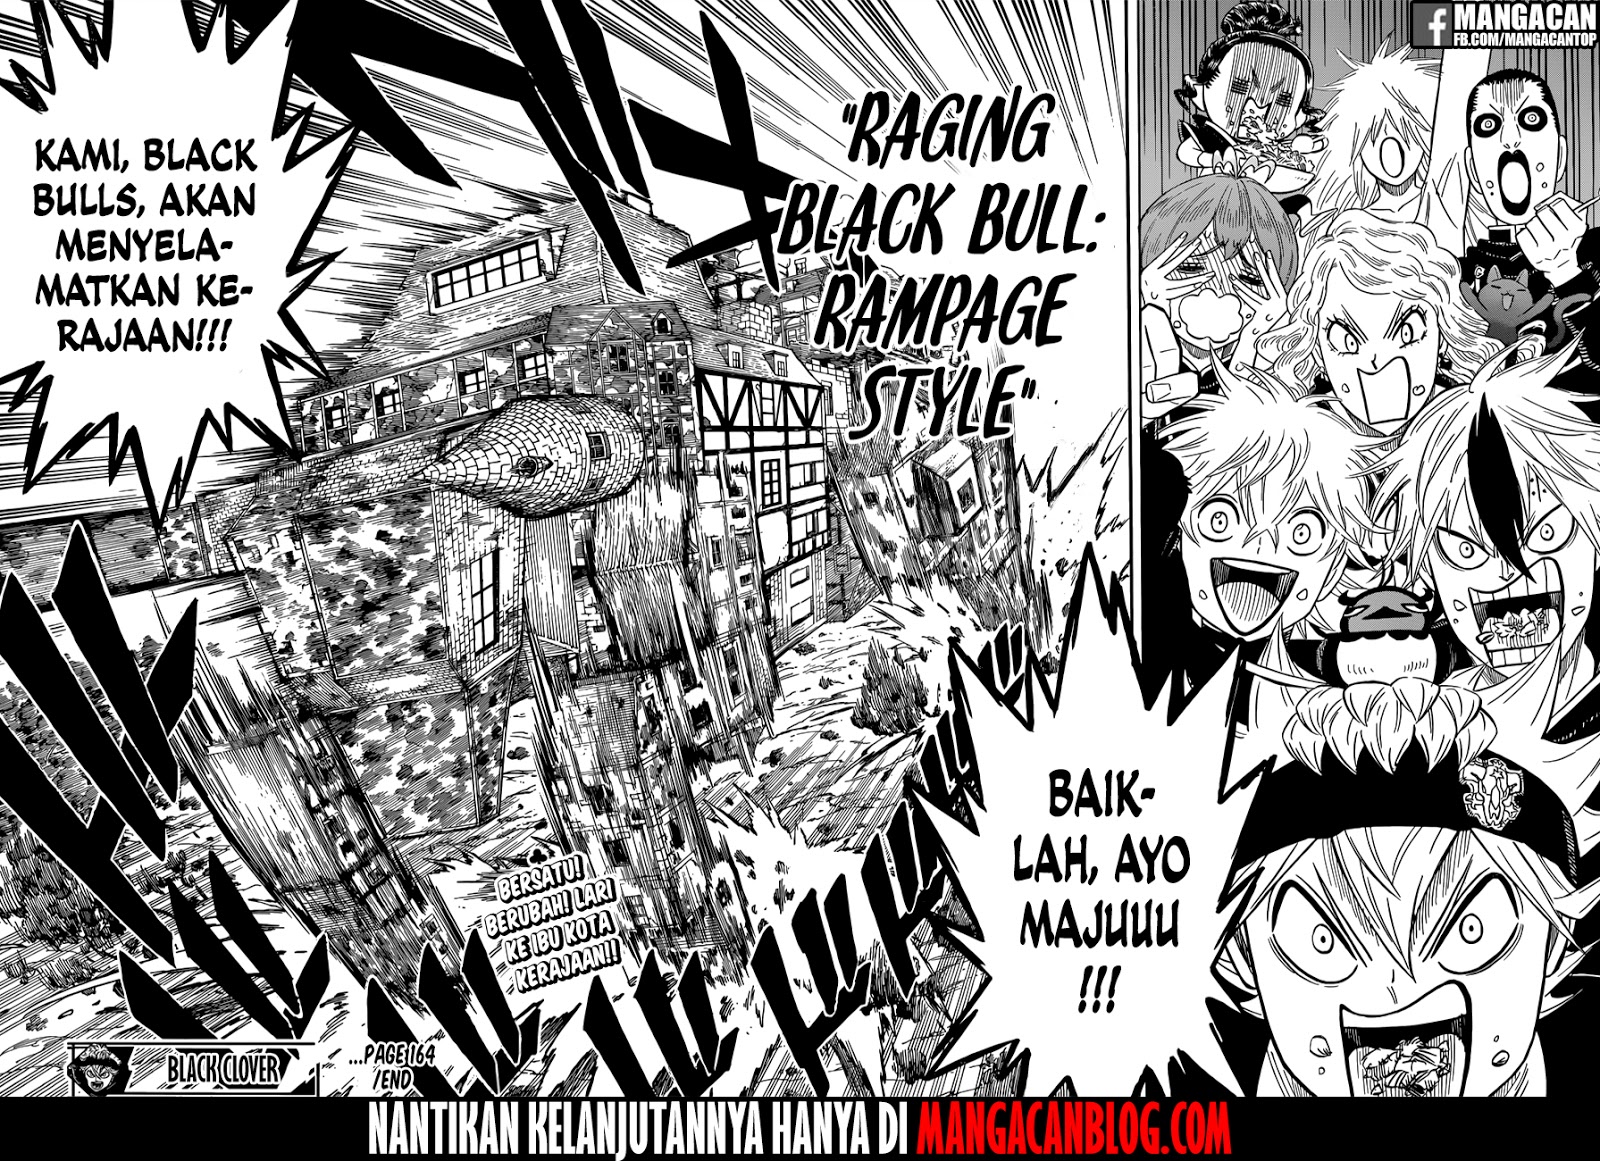 MANGACAN
FB.COM/MANGACANTOP
BAIK-
LAH, AYO
MAJUUU
!!!
"RAGING
BLACK BULL:
RAMPAGE
STYLE"
KAMI, BLACK
BULLS, AKAN
MENYELA-
MATKAN KE-
RAJAAN!!!
BERSATU!
BERUBAH! LARI
KE IBU KOTA
KERAJAAN!!
BLACK CLOVER
...PAGE 164
/END
NANTIKAN KELANJUTANNYA HANYA DI MANGACANBLOG.COM